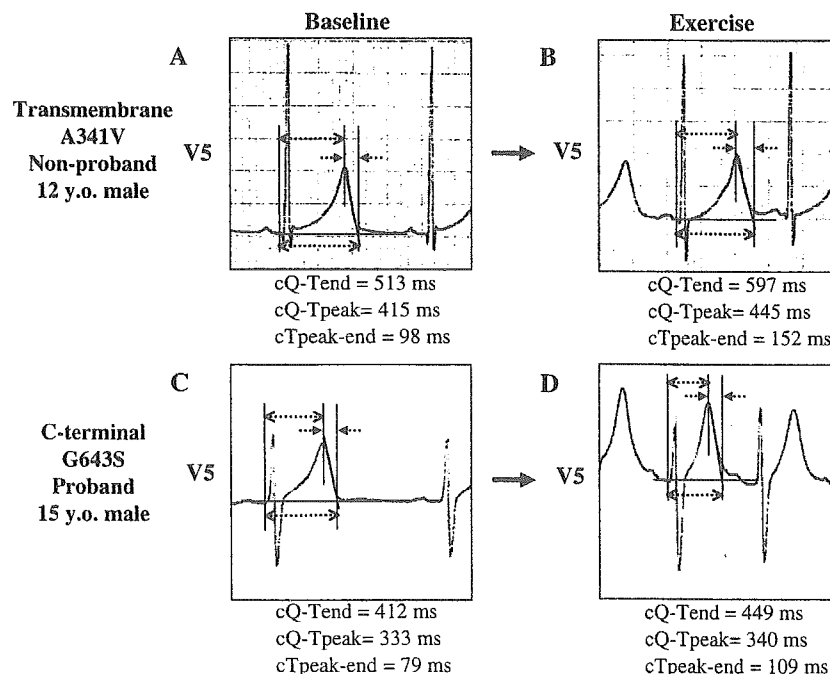 Baseline
Exercise
A
B
Transmembrane
A341V
Non-proband
12 y.o. male
V5
V5
cQ-Tend = 513 ms
cQ-Tpeak= 415 ms
cTpeak-end = 98 ms
cQ-Tend = 597 ms
cQ-Tpeak= 445 ms
cTpeak-end = 152 ms
C
D
C-terminal
G643S
Proband
15 y.o. male
V5
V5
cQ-Tend = 412 ms
cQ-Tpeak= 333 ms
cTpeak-end = 79 ms
cQ-Tend = 449 ms
cQ-Tpeak= 340 ms
cTpeak-end = 109 ms